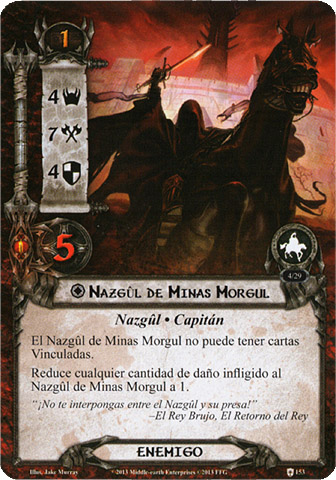 1
4
7
4
5
4/29
Nazgûl de Minas Morgul
Nazgûl • Capitán
El Nazgûl de Minas Morgul no puede tener cartas
Vinculadas.
Reduce cualquier cantidad de daño infligido al
Nazgûl de Minas Morgul a 1.
“¡No te interpongas entre el Nazgûl y su presa!”
–El Rey Brujo, El Retorno del Rey
ENEMIGO
Illus. Jake Murray
©2013 Middle-earth Enterprises ©2013 FFG
153